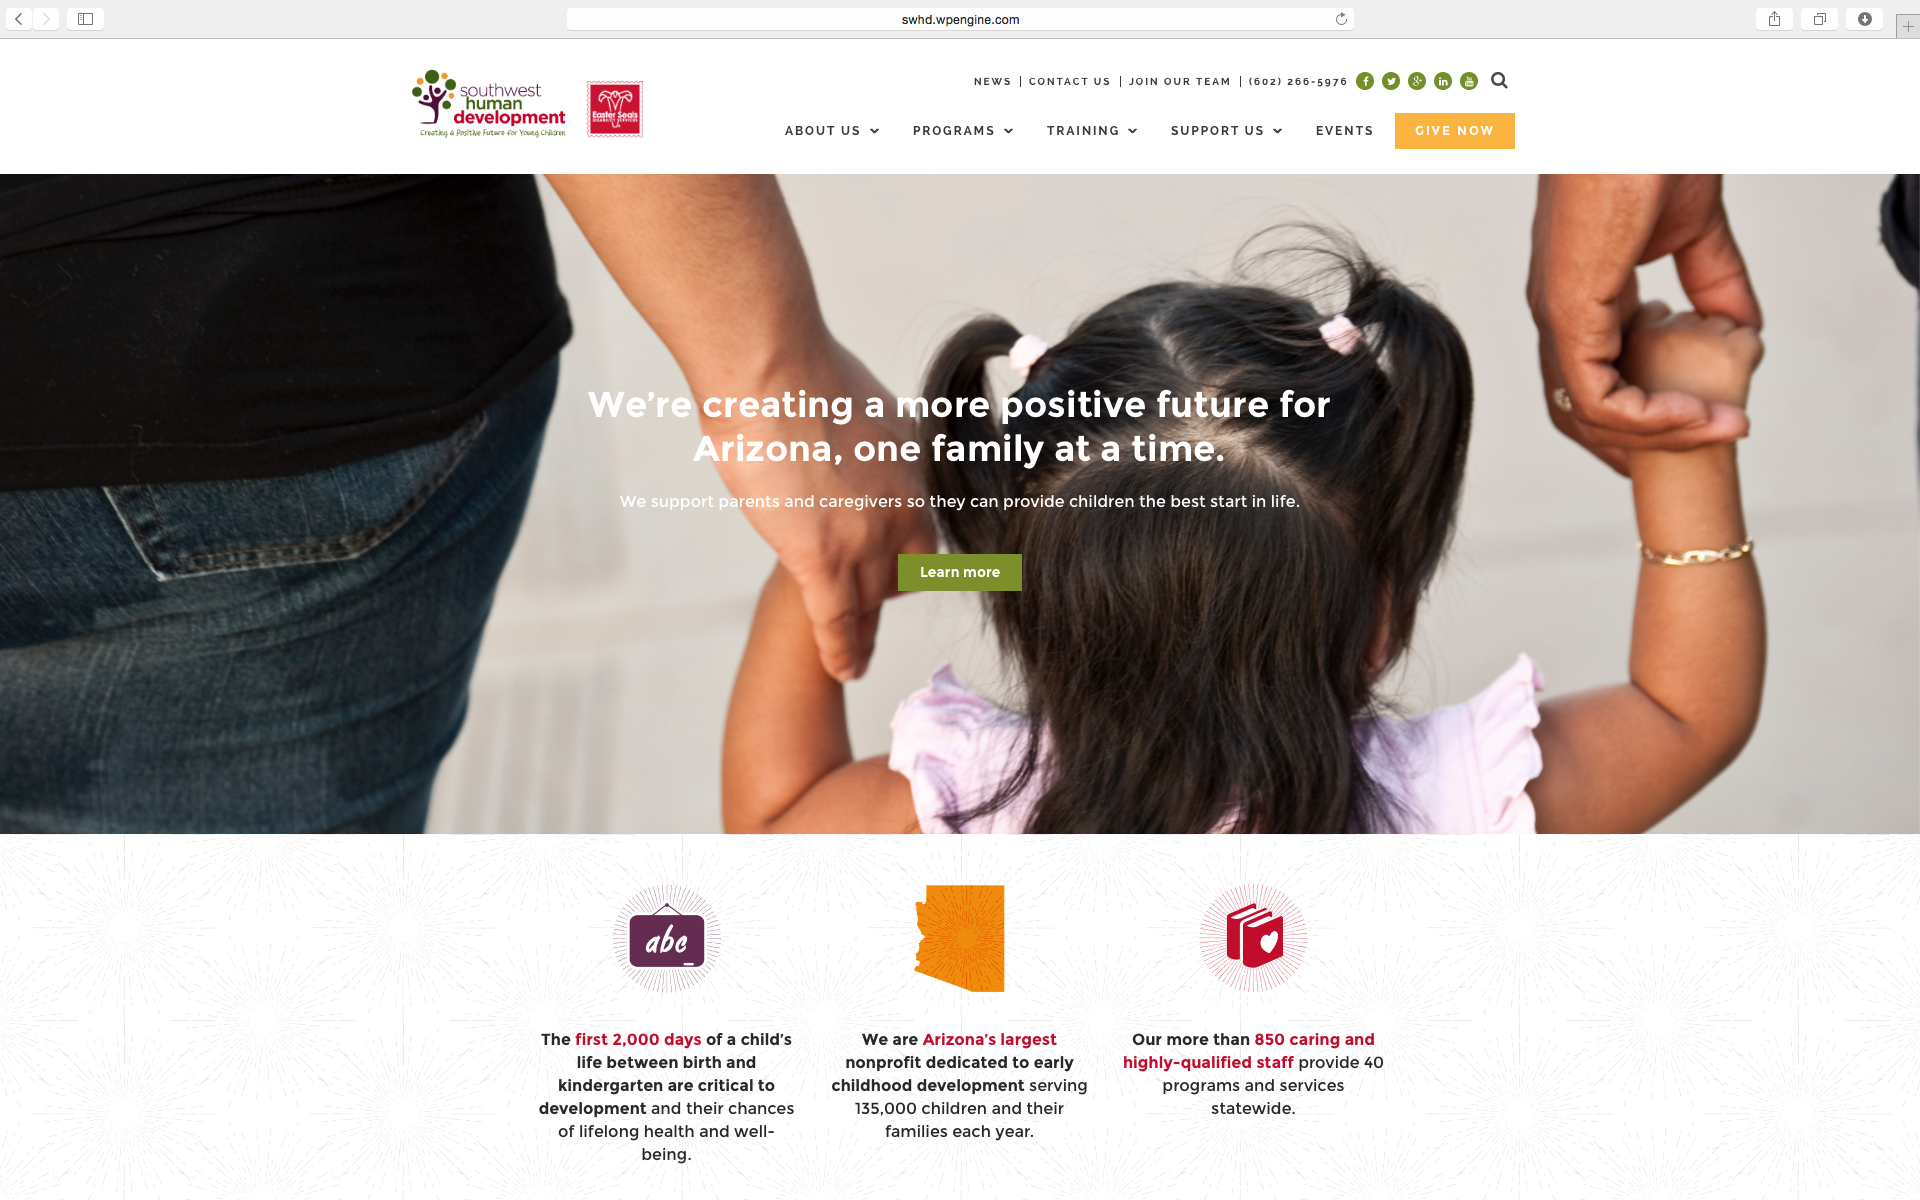 swhd.wpengine.com
southwest
human
development
Creating a Positive Future for Young Children
Easter Seals
DISABILITY SERVICES
NEWS | CONTACT US | JOIN OUR TEAM | (602) 266-5976
ABOUT US PROGRAMS TRAINING SUPPORT US EVENTS GIVE NOW
We’re creating a more positive future for
Arizona, one family at a time.
We support parents and caregivers so they can provide children the best start in life.
Learn more
abc
The first 2,000 days of a child’s
life between birth and
kindergarten are critical to
development and their chances
of lifelong health and well-
being.
We are Arizona’s largest
nonprofit dedicated to early
childhood development serving
135,000 children and their
families each year.
Our more than 850 caring and
highly-qualified staff provide 40
programs and services
statewide.